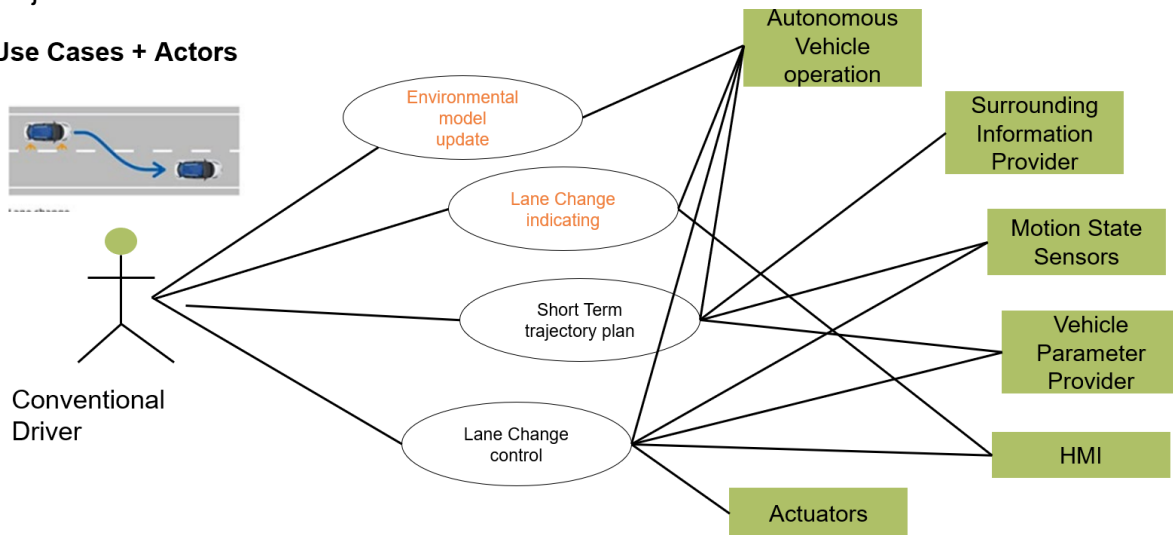 Use Cases + Actors
Autonomous
Vehicle
operation
Environmental
model
update
Surrounding
Information
Provider
Lane Change
indicating
Motion State
Sensors
Short Term
trajectory plan
Vehicle
Parameter
Provider
Conventional
Driver
Lane Change
control
HMI
Actuators